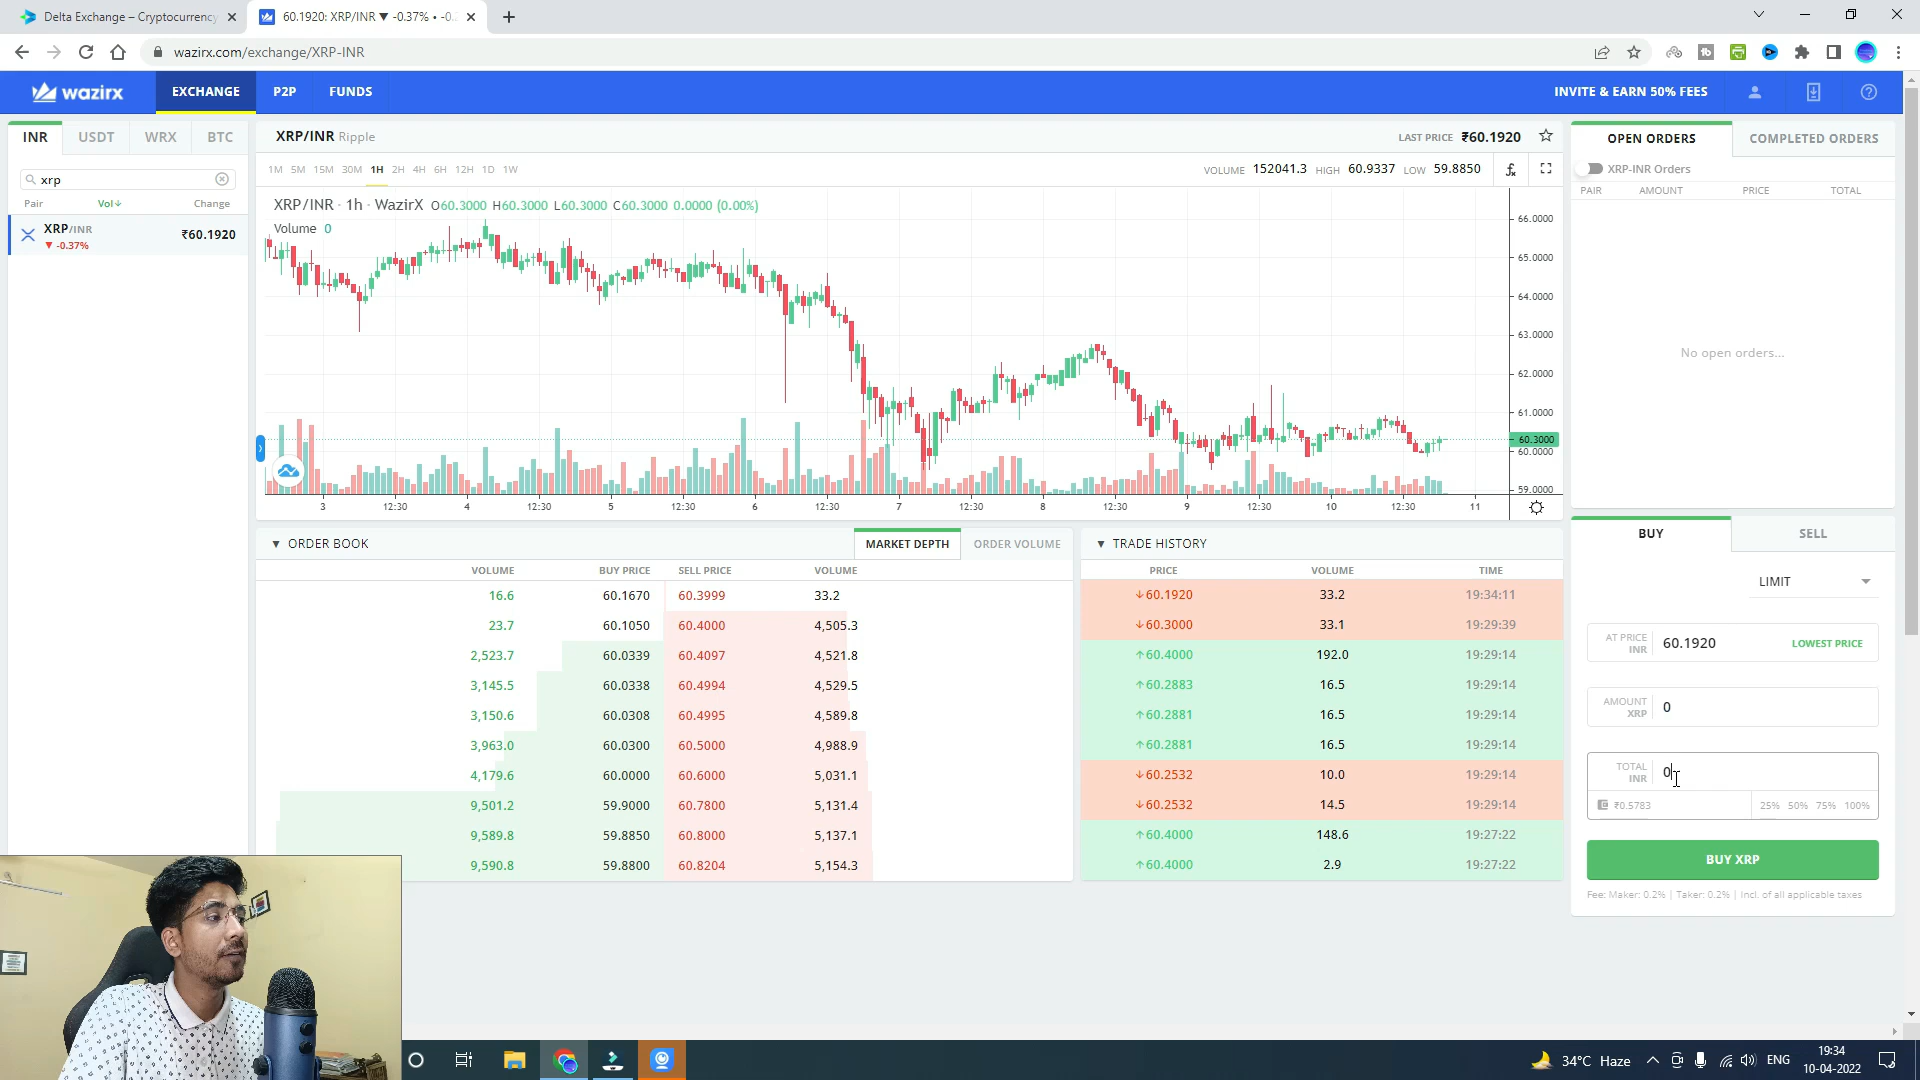 Delta Exchange – Cryptocurrency
60.1920: XRP/INR ▼ -0.37% • -0.
wazirx.com/exchange/XRP-INR
wazirx
EXCHANGE
P2P
FUNDS
INVITE & EARN 50% FEES
INR
USDT
WRX
BTC
xrp
Pair
Vol↓
Change
XRP/INR
₹60.1920
▼ -0.37%
XRP/INR Ripple
LAST PRICE ₹60.1920
1M 5M 15M 30M 1H 2H 4H 6H 12H 1D 1W
VOLUME 152041.3 HIGH 60.9337 LOW 59.8850
XRP/INR · 1h · WazirX O60.3000 H60.3000 L60.3000 C60.3000 0.0000 (0.00%)
Volume 0
66.0000
65.0000
64.0000
63.0000
62.0000
61.0000
60.3000
60.0000
59.0000
3 12:30 4 12:30 5 12:30 6 12:30 7 12:30 8 12:30 9 12:30 10 12:30 11
▼ ORDER BOOK
MARKET DEPTH
ORDER VOLUME
VOLUME BUY PRICE SELL PRICE VOLUME
16.6 60.1670 60.3999 33.2
23.7 60.1050 60.4000 4,505.3
2,523.7 60.0339 60.4097 4,521.8
3,145.5 60.0338 60.4994 4,529.5
3,150.6 60.0308 60.4995 4,589.8
3,963.0 60.0300 60.5000 4,988.9
4,179.6 60.0000 60.6000 5,031.1
9,501.2 59.9000 60.7800 5,131.4
9,589.8 59.8850 60.8000 5,137.1
9,590.8 59.8800 60.8204 5,154.3
▼ TRADE HISTORY
PRICE VOLUME TIME
↓60.1920 33.2 19:34:11
↓60.3000 33.1 19:29:39
↑60.4000 192.0 19:29:14
↑60.2883 16.5 19:29:14
↑60.2881 16.5 19:29:14
↑60.2881 16.5 19:29:14
↓60.2532 10.0 19:29:14
↓60.2532 14.5 19:29:14
↑60.4000 148.6 19:27:22
↑60.4000 2.9 19:27:22
OPEN ORDERS
COMPLETED ORDERS
XRP-INR Orders
PAIR AMOUNT PRICE TOTAL
No open orders...
BUY
SELL
LIMIT
AT PRICE
INR
60.1920
LOWEST PRICE
AMOUNT
XRP
0
TOTAL
INR
0
₹0.5783
25% 50% 75% 100%
BUY XRP
Fee: Maker: 0.2% | Taker: 0.2% | Incl. of all applicable taxes
34°C Haze
ENG
19:34
10-04-2022